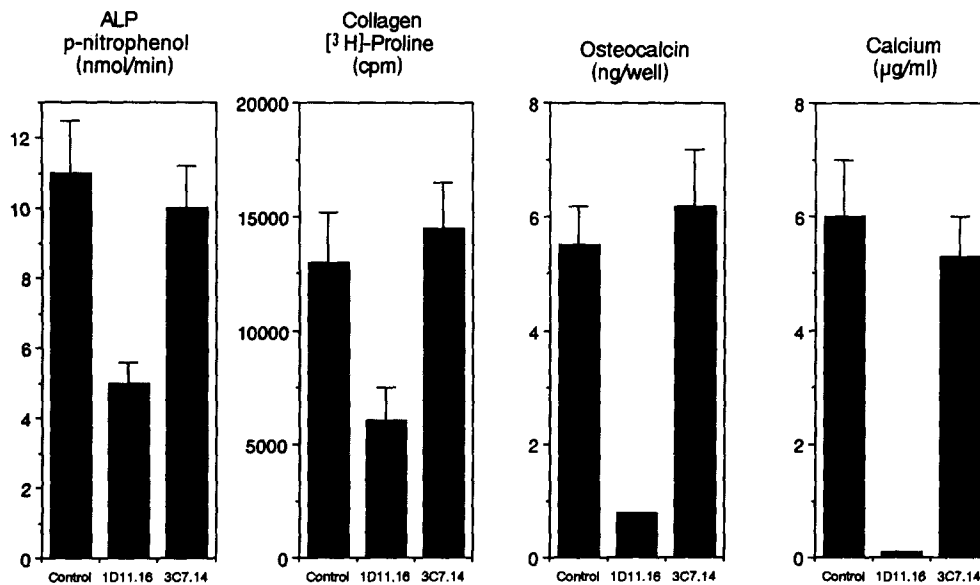 ALP
p-nitrophenol
(nmol/min)
12
10
8
6
4
2
0
Control 1D11.16 3C7.14
Collagen
[³H]-Proline
(cpm)
20000
15000
10000
5000
0
Control 1D11.16 3C7.14
Osteocalcin
(ng/well)
8
6
4
2
0
Control 1D11.16 3C7.14
Calcium
(µg/ml)
8
6
4
2
0
Control 1D11.16 3C7.14